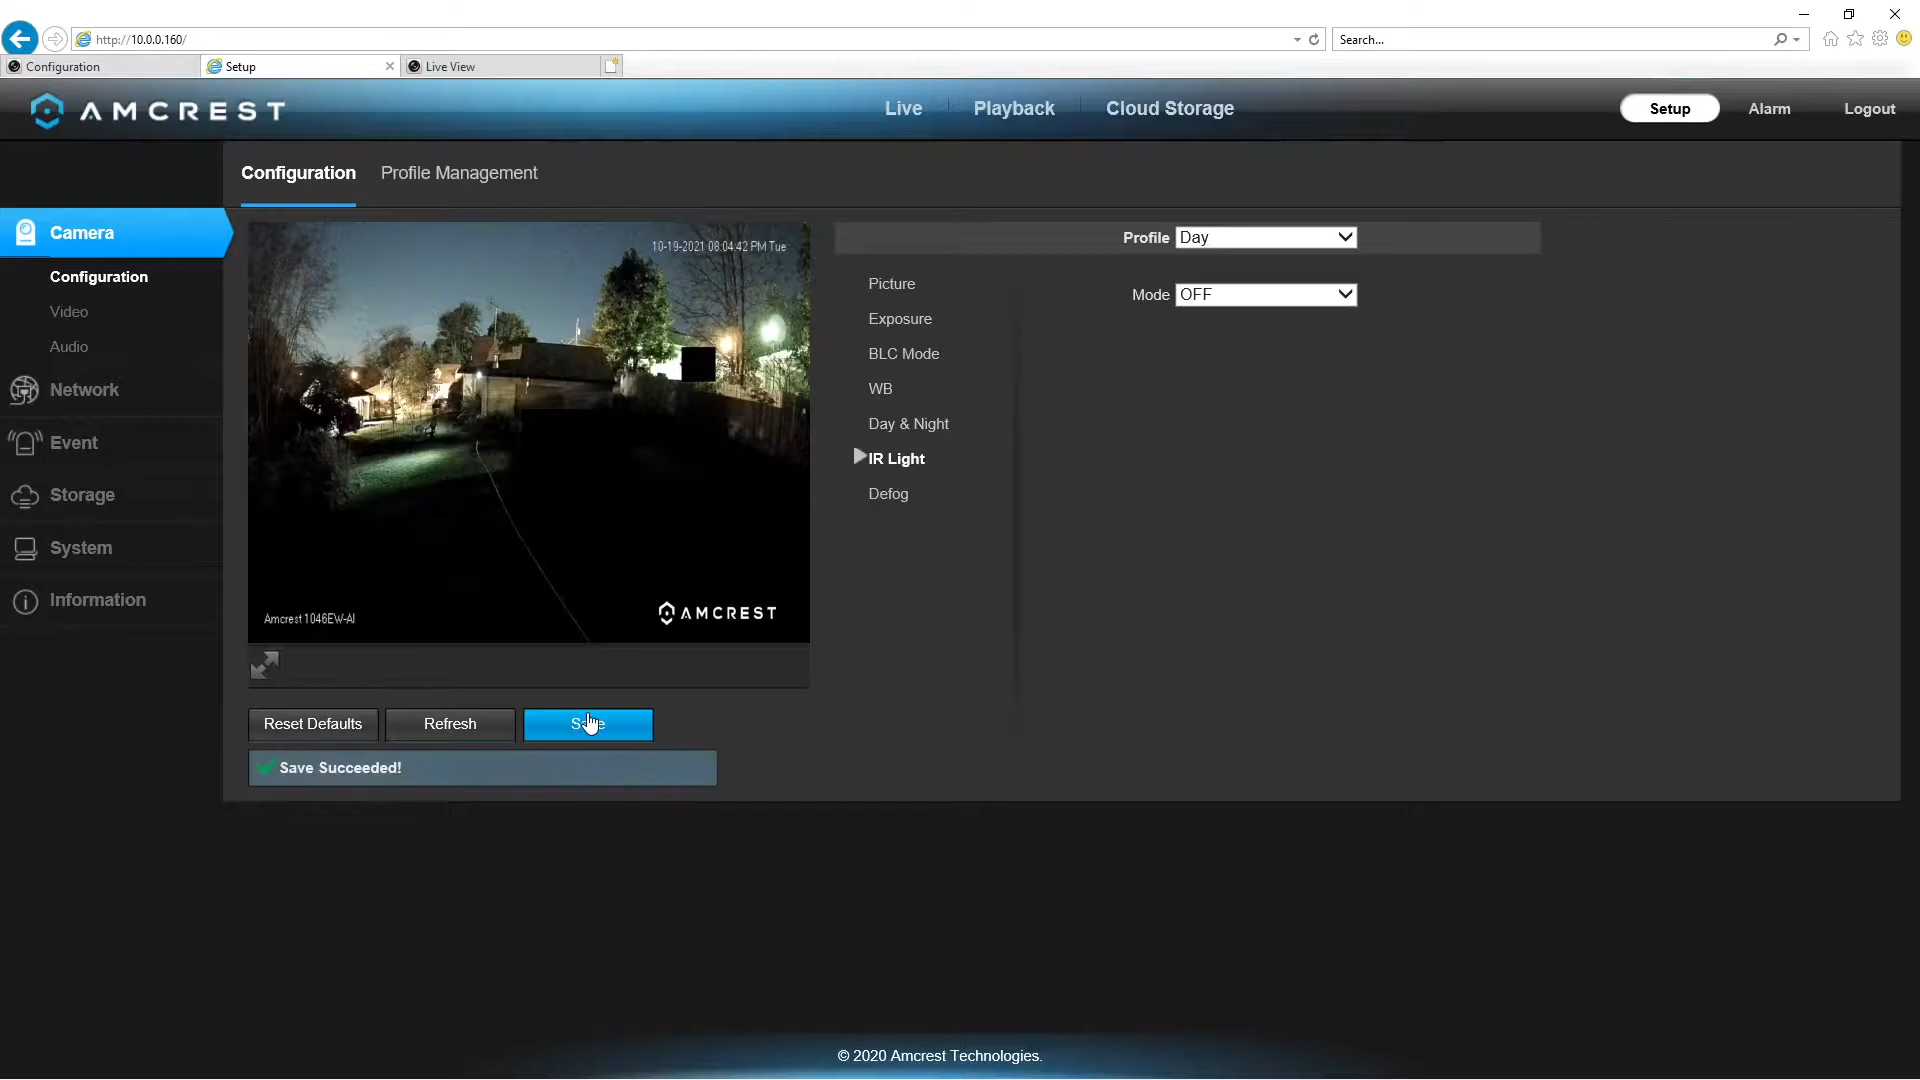 http://10.0.0.160/
Search...
Configuration
Setup
Live View
AMCREST
Live
Playback
Cloud Storage
Setup
Alarm
Logout
Configuration
Profile Management
Camera
Configuration
Video
Audio
Network
Event
Storage
System
Information
10-19-2021 08:04:42 PM Tue
Amcrest 1046EW-AI
AMCREST
Profile Day
Mode OFF
Picture
Exposure
BLC Mode
WB
Day & Night
IR Light
Defog
Reset Defaults
Refresh
Save Succeeded!
© 2020 Amcrest Technologies.